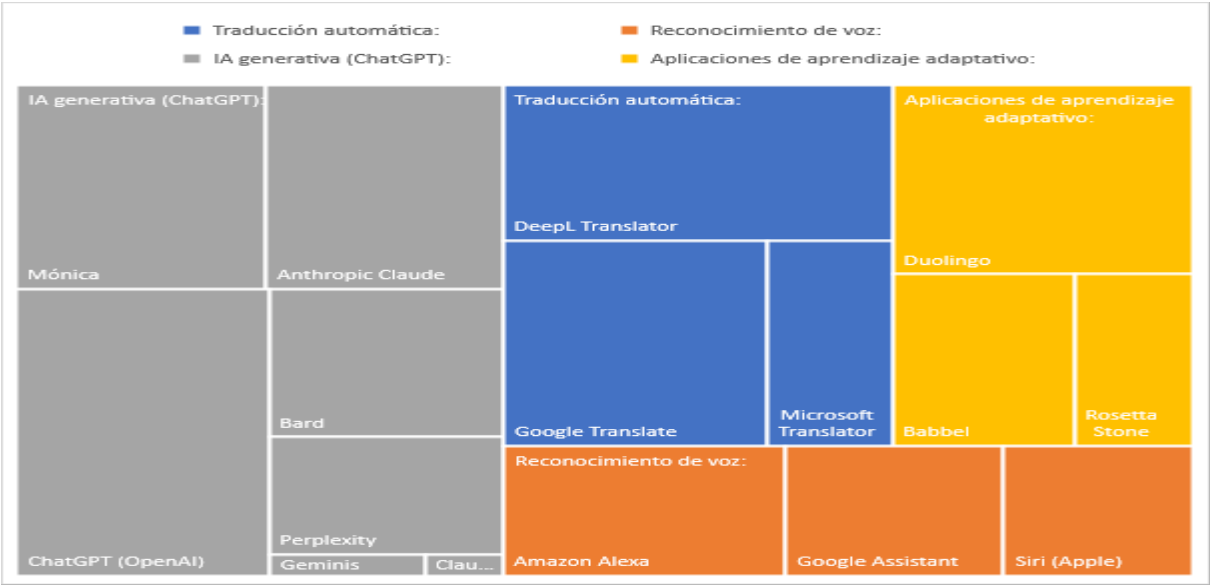 Traducción automática:
Reconocimiento de voz:
IA generativa (ChatGPT):
Aplicaciones de aprendizaje adaptativo:
IA generativa (ChatGPT):
Mónica
Anthropic Claude
ChatGPT (OpenAI)
Bard
Perplexity
Geminis
Clau...
Traducción automática:
DeepL Translator
Google Translate
Microsoft
Translator
Aplicaciones de aprendizaje
adaptativo:
Duolingo
Babbel
Rosetta
Stone
Reconocimiento de voz:
Amazon Alexa
Google Assistant
Siri (Apple)